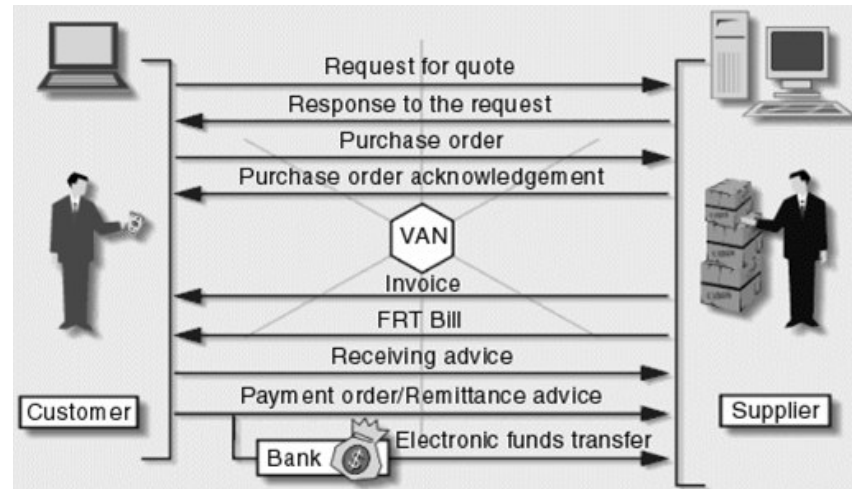 Request for quote
Response to the request
Purchase order
Purchase order acknowledgement
VAN
Invoice
FRT Bill
Receiving advice
Payment order/Remittance advice
Customer
Supplier
Electronic funds transfer
Bank